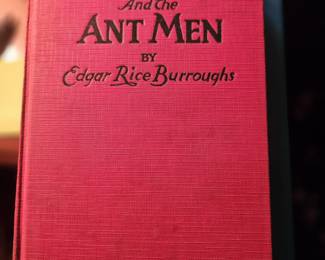 And the
ANT MEN
BY
Edgar Rice Burroughs